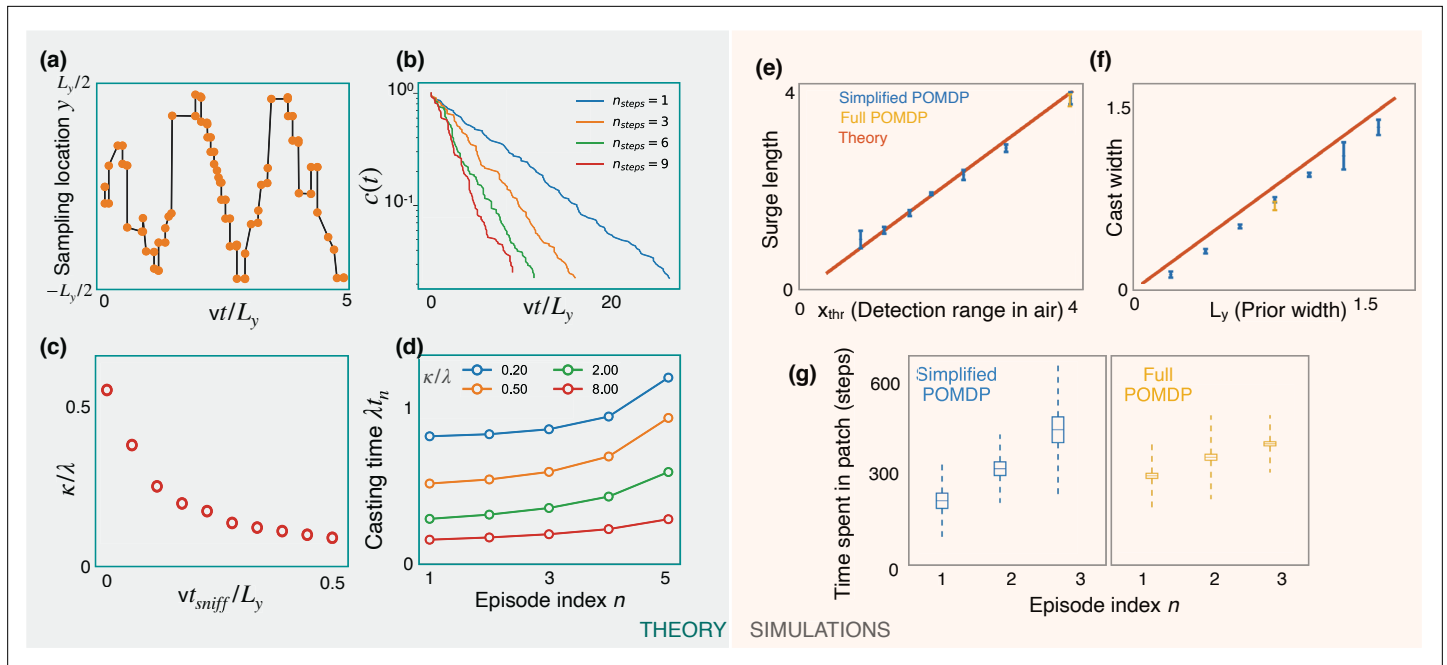 (a)
L_y/2
Sampling location y
-L_y/2
0
5
vt/L_y
(b)
10^0
10^-1
c(t)
n_steps = 1
n_steps = 3
n_steps = 6
n_steps = 9
0
20
vt/L_y
(c)
0.5
κ/λ
0
0
0.5
vt_sniff/L_y
(d)
κ/λ
0.20
2.00
0.50
8.00
1
Casting time λt_n
0
1
3
5
Episode index n
THEORY
(e)
4
Simplified POMDP
Full POMDP
Theory
Surge length
0
0
x_thr (Detection range in air)
4
(f)
1.5
Cast width
0
0
L_y (Prior width)
1.5
(g)
600
Time spent in patch (steps)
300
0
Simplified
POMDP
Full
POMDP
1
2
3
1
2
3
Episode index n
SIMULATIONS